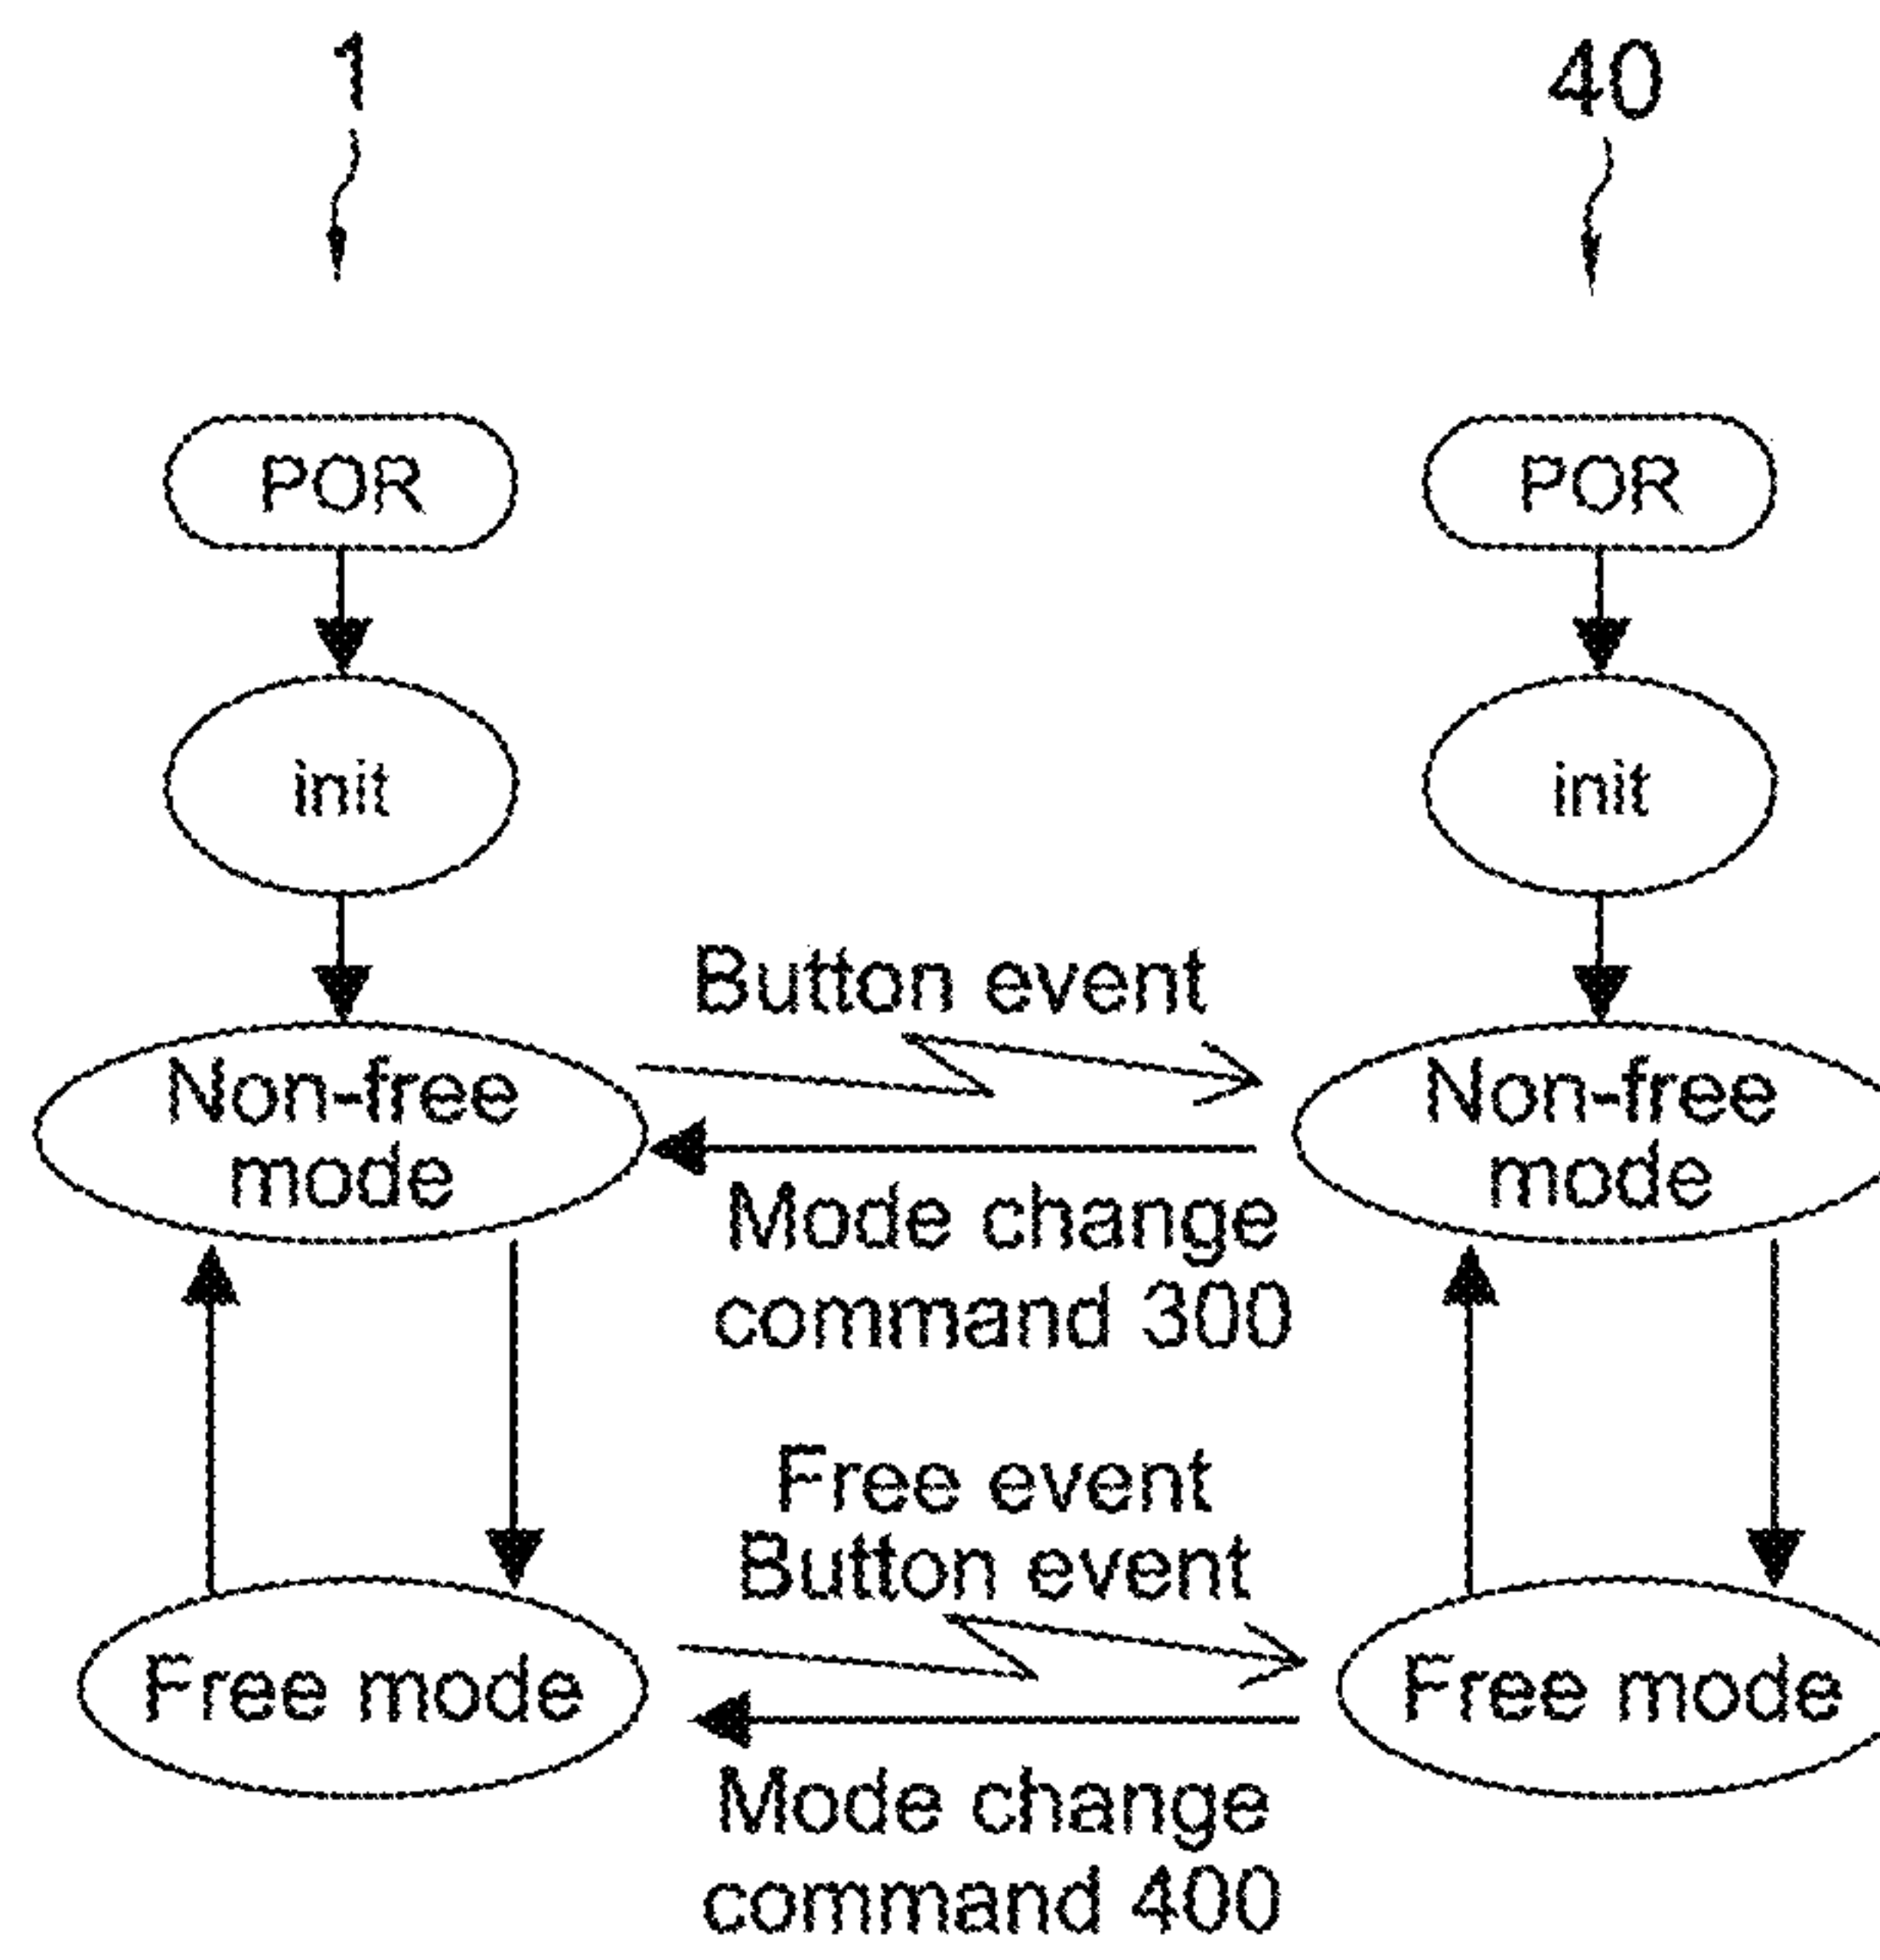 1
40
POR
POR
init
init
Button event
Non-free
mode
Non-free
mode
Mode change
command 300
Free event
Button event
Free mode
Free mode
Mode change
command 400